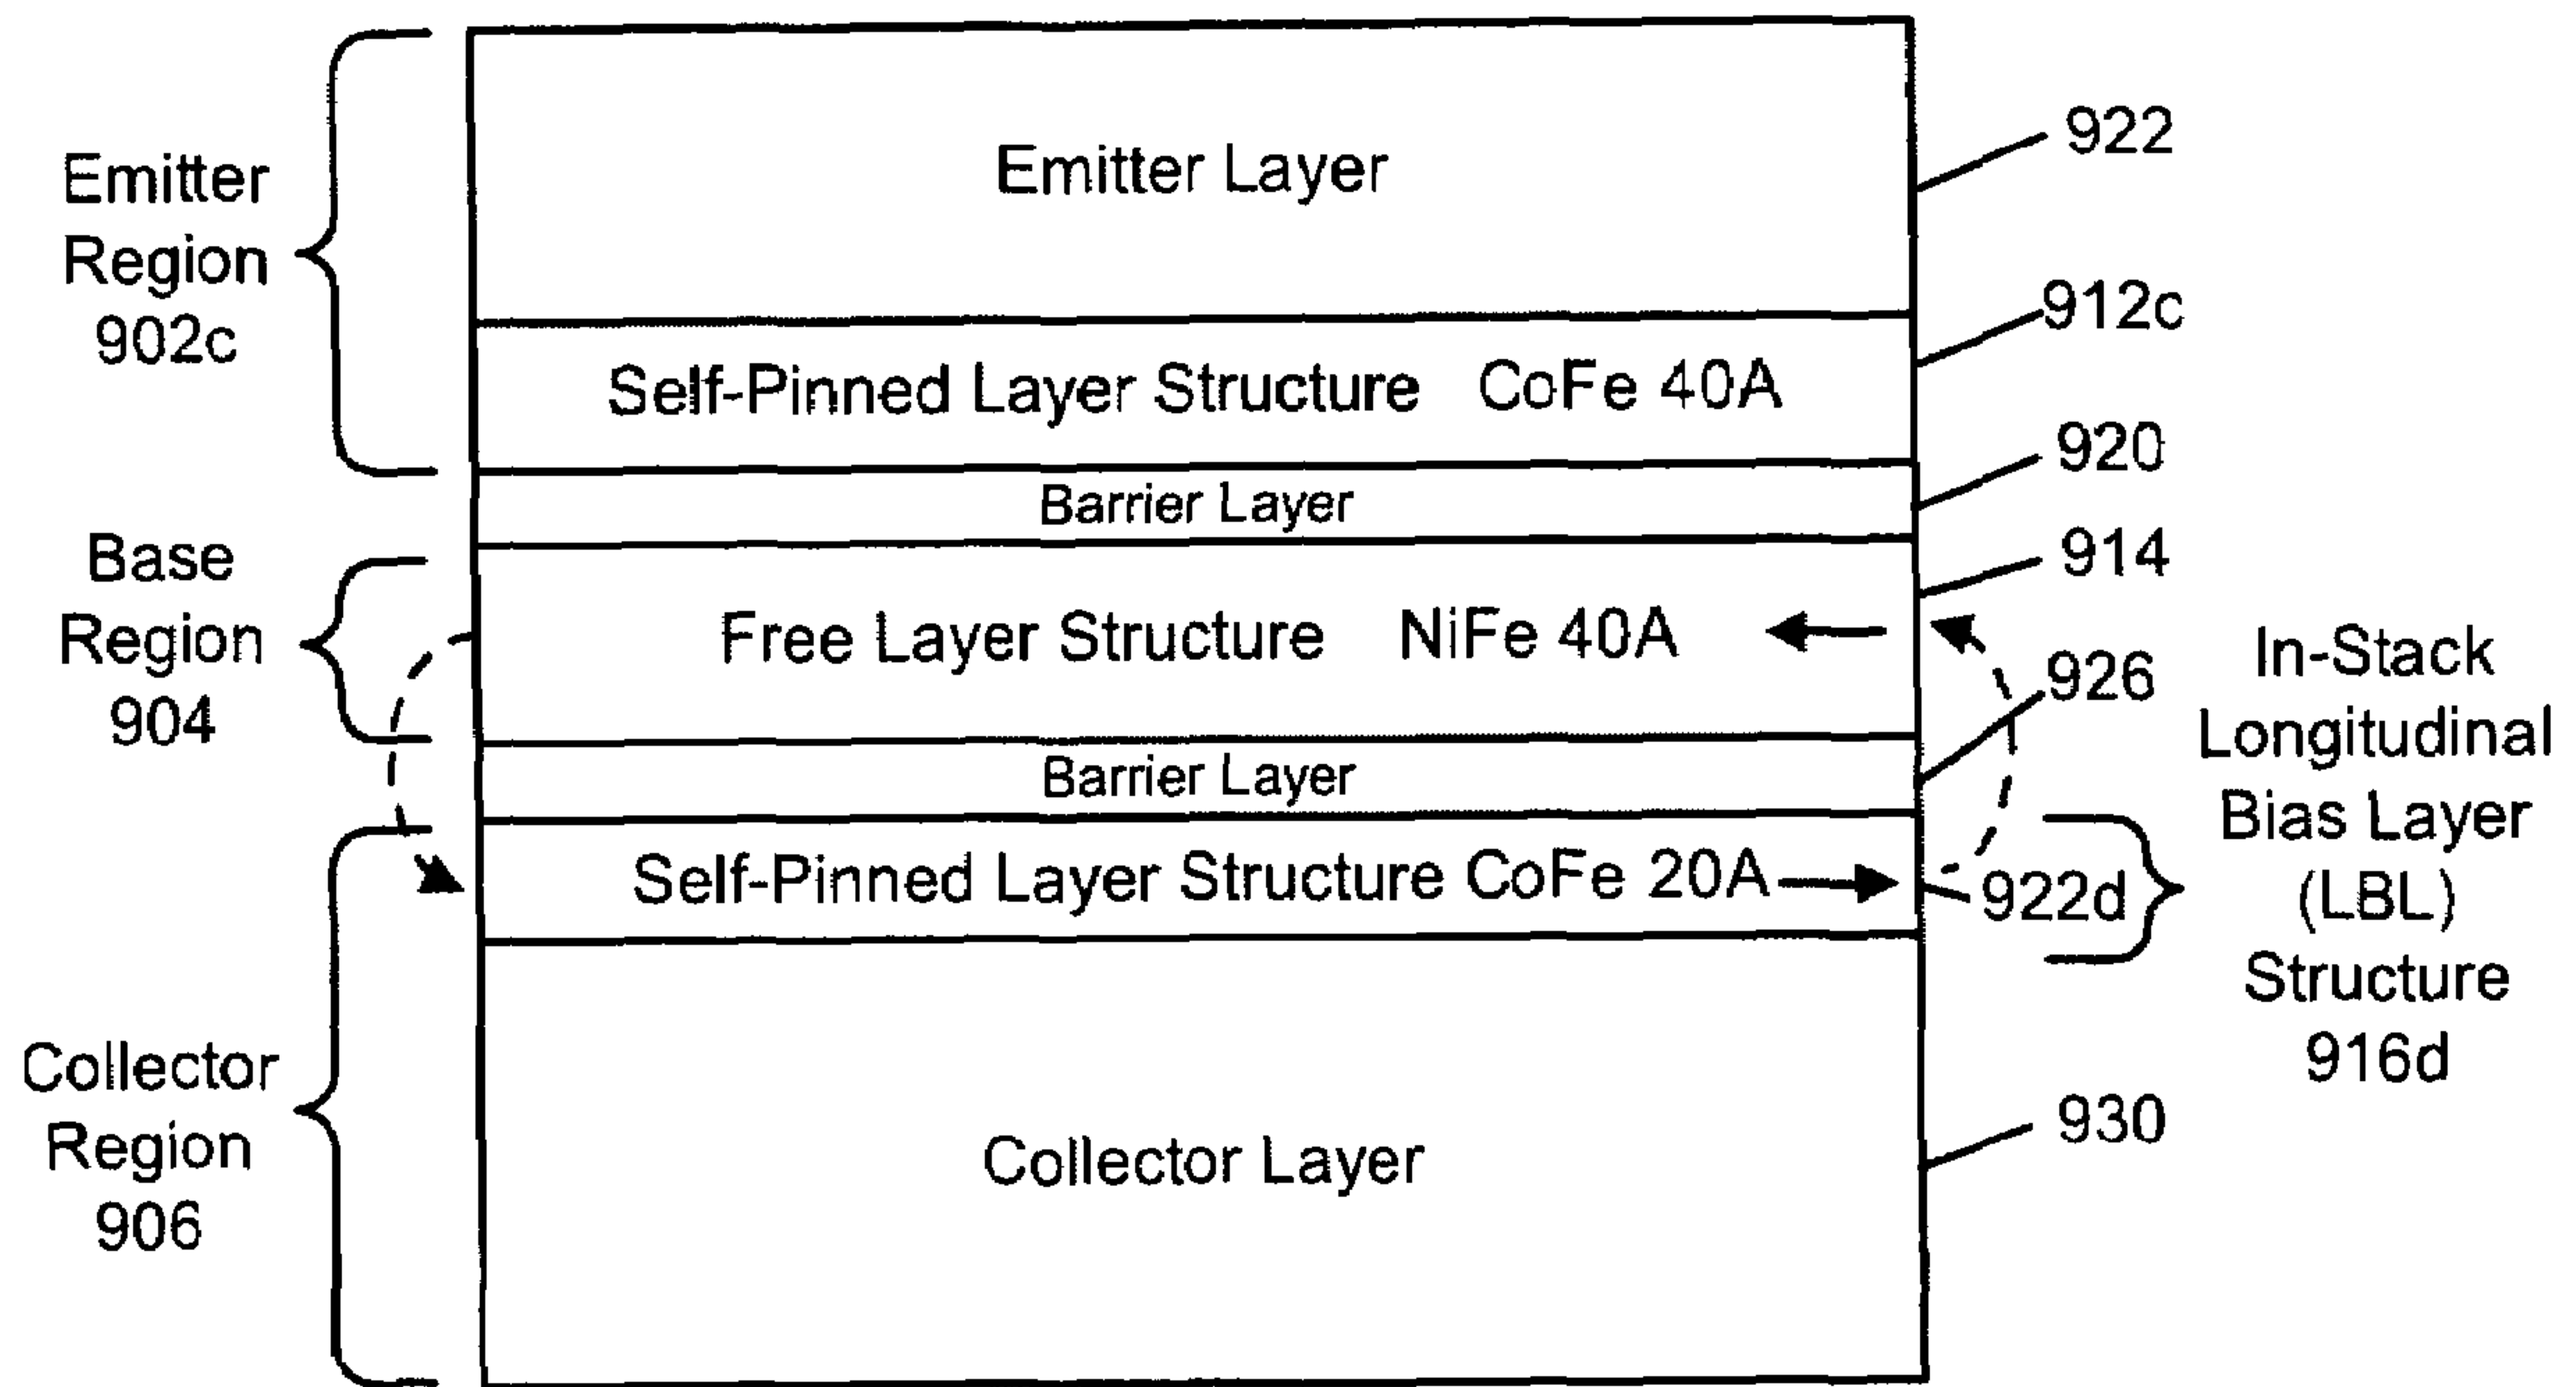 Emitter
Region
902c
Base
Region
904
Collector
Region
906
Emitter Layer
Self-Pinned Layer Structure CoFe 40A
Barrier Layer
Free Layer Structure NiFe 40A
Barrier Layer
Self-Pinned Layer Structure CoFe 20A
Collector Layer
922
912c
920
914
926
922d
930
In-Stack
Longitudinal
Bias Layer
(LBL)
Structure
916d